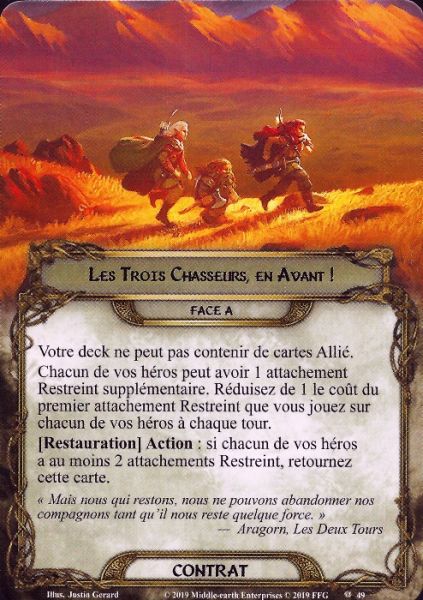 Les Trois Chasseurs, en Avant !
FACE A
Votre deck ne peut pas contenir de cartes Allié.
Chacun de vos héros peut avoir 1 attachement
Restreint supplémentaire. Réduisez de 1 le coût du
premier attachement Restreint que vous jouez sur
chacun de vos héros à chaque tour.
[Restauration] Action : si chacun de vos héros
a au moins 2 attachements Restreint, retournez
cette carte.
« Mais nous qui restons, nous ne pouvons abandonner nos
compagnons tant qu'il nous reste quelque force. »
— Aragorn, Les Deux Tours
CONTRAT
Illus. Justin Gerard
© 2019 Middle-earth Enterprises © 2019 FFG
49